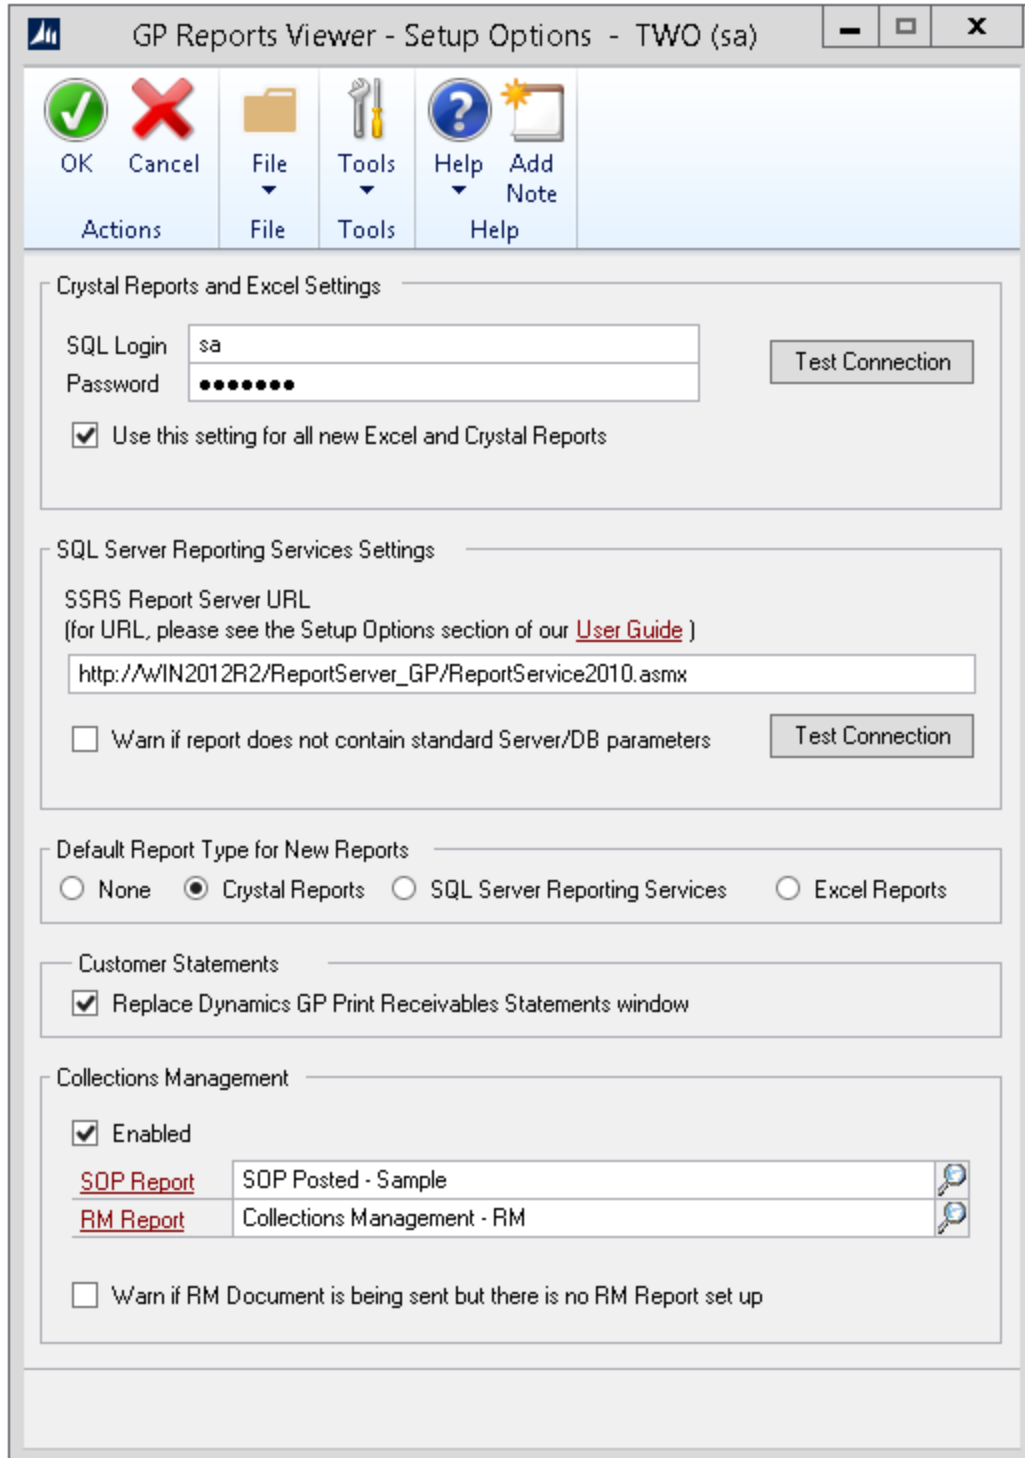 GP Reports Viewer - Setup Options - TWO (sa)
OK Cancel File Tools Help Add Note
Actions File Tools Help
Crystal Reports and Excel Settings
SQL Login sa
Password ●●●●●●●
Test Connection
Use this setting for all new Excel and Crystal Reports
SQL Server Reporting Services Settings
SSRS Report Server URL
(for URL, please see the Setup Options section of our User Guide )
http://WIN2012R2/ReportServer_GP/ReportService2010.asmx
Warn if report does not contain standard Server/DB parameters Test Connection
Default Report Type for New Reports
None Crystal Reports SQL Server Reporting Services Excel Reports
Customer Statements
Replace Dynamics GP Print Receivables Statements window
Collections Management
Enabled
SOP Report SOP Posted - Sample
RM Report Collections Management - RM
Warn if RM Document is being sent but there is no RM Report set up